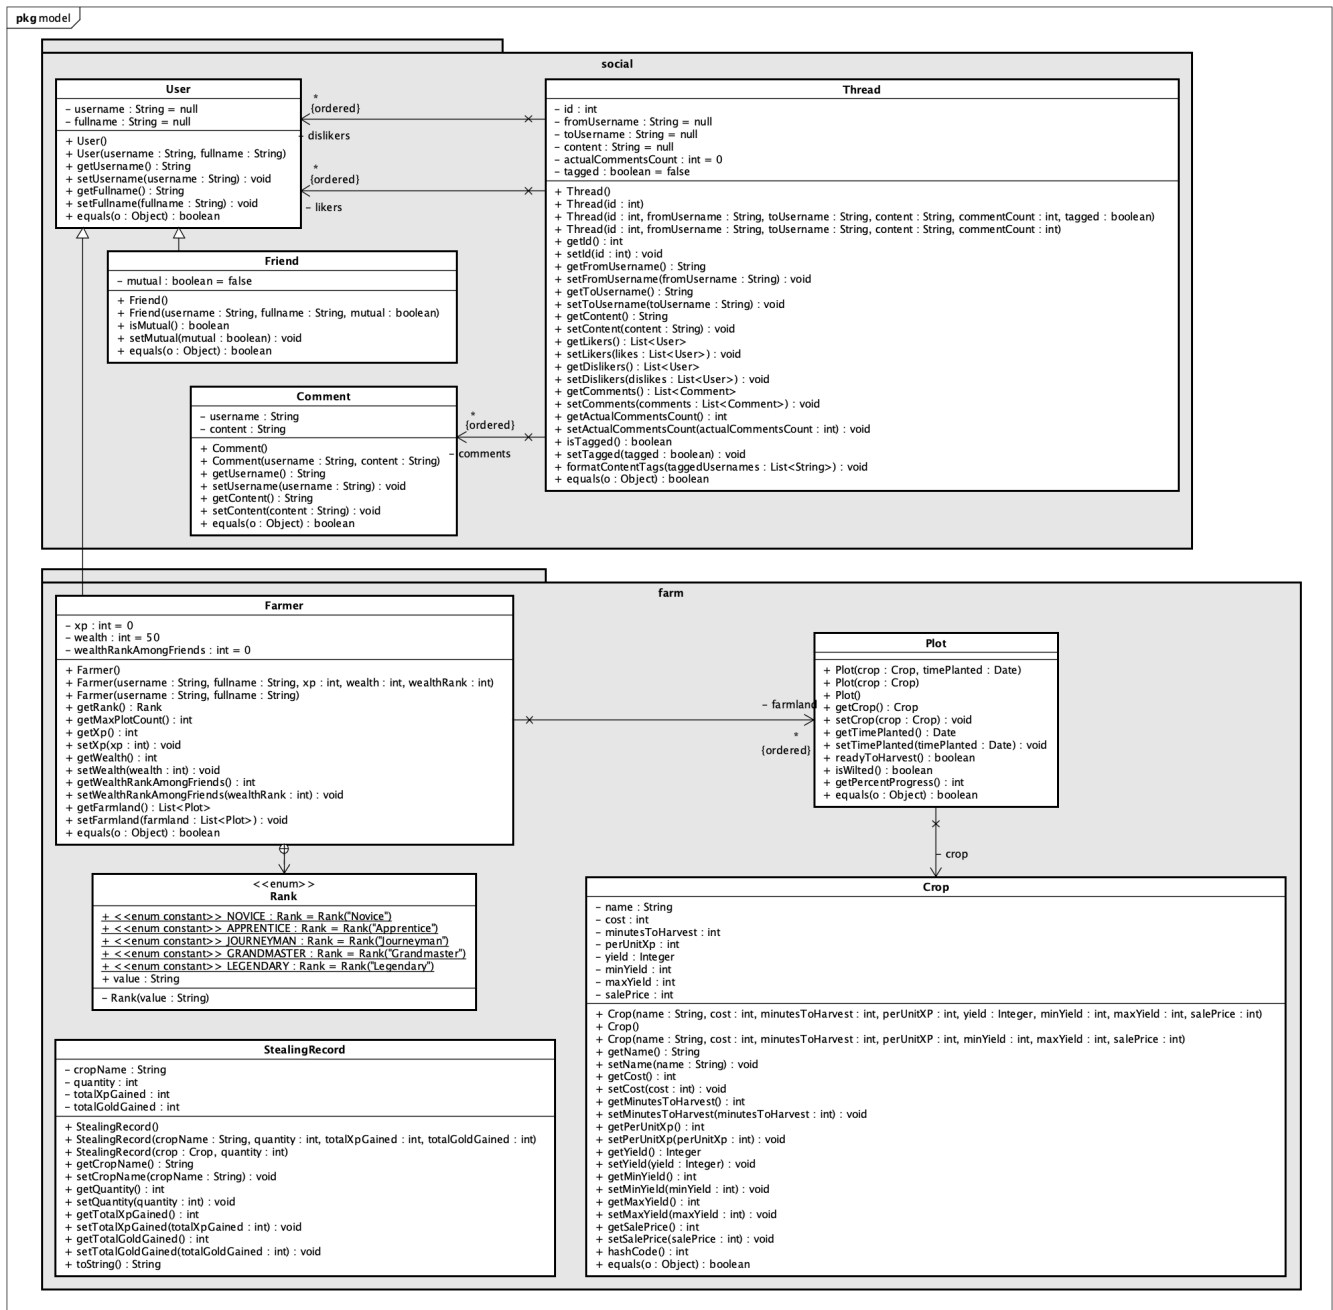 pkg model
social
User
– username : String = null
– fullname : String = null
+ User()
+ User(username : String, fullname : String)
+ getUsername() : String
+ setUsername(username : String) : void
+ getFullname() : String
+ setFullname(fullname : String) : void
+ equals(o : Object) : boolean
*
{ordered}
– dislikers
*
{ordered}
– likers
Thread
– id : int
– fromUsername : String = null
– toUsername : String = null
– content : String = null
– actualCommentsCount : int = 0
– tagged : boolean = false
+ Thread()
+ Thread(id : int)
+ Thread(id : int, fromUsername : String, toUsername : String, content : String, commentCount : int, tagged : boolean)
+ Thread(id : int, fromUsername : String, toUsername : String, content : String, commentCount : int)
+ getId() : int
+ setId(id : int) : void
+ getFromUsername() : String
+ setFromUsername(fromUsername : String) : void
+ getToUsername() : String
+ setToUsername(toUsername : String) : void
+ getContent() : String
+ setContent(content : String) : void
+ getLikers() : List<User>
+ setLikers(likes : List<User>) : void
+ getDislikers() : List<User>
+ setDislikers(dislikes : List<User>) : void
+ getComments() : List<Comment>
+ setComments(comments : List<Comment>) : void
+ getActualCommentsCount() : int
+ setActualCommentsCount(actualCommentsCount : int) : void
+ isTagged() : boolean
+ setTagged(tagged : boolean) : void
+ formatContentTags(taggedUsernames : List<String>) : void
+ equals(o : Object) : boolean
Friend
– mutual : boolean = false
+ Friend()
+ Friend(username : String, fullname : String, mutual : boolean)
+ isMutual() : boolean
+ setMutual(mutual : boolean) : void
+ equals(o : Object) : boolean
Comment
– username : String
– content : String
+ Comment()
+ Comment(username : String, content : String)
+ getUsername() : String
+ setUsername(username : String) : void
+ getContent() : String
+ setContent(content : String) : void
+ equals(o : Object) : boolean
*
{ordered}
– comments
farm
Farmer
– xp : int = 0
– wealth : int = 50
– wealthRankAmongFriends : int = 0
+ Farmer()
+ Farmer(username : String, fullname : String, xp : int, wealth : int, wealthRank : int)
+ Farmer(username : String, fullname : String)
+ getRank() : Rank
+ getMaxPlotCount() : int
+ getXp() : int
+ setXp(xp : int) : void
+ getWealth() : int
+ setWealth(wealth : int) : void
+ getWealthRankAmongFriends() : int
+ setWealthRankAmongFriends(wealthRank : int) : void
+ getFarmland() : List<Plot>
+ setFarmland(farmland : List<Plot>) : void
+ equals(o : Object) : boolean
– farmland
*
{ordered}
Plot
+ Plot(crop : Crop, timePlanted : Date)
+ Plot(crop : Crop)
+ Plot()
+ getCrop() : Crop
+ setCrop(crop : Crop) : void
+ getTimePlanted() : Date
+ setTimePlanted(timePlanted : Date) : void
+ readyToHarvest() : boolean
+ isWilted() : boolean
+ getPercentProgress() : int
+ equals(o : Object) : boolean
– crop
<<enum>>
Rank
+ <<enum constant>> NOVICE : Rank = Rank("Novice")
+ <<enum constant>> APPRENTICE : Rank = Rank("Apprentice")
+ <<enum constant>> JOURNEYMAN : Rank = Rank("Journeyman")
+ <<enum constant>> GRANDMASTER : Rank = Rank("Grandmaster")
+ <<enum constant>> LEGENDARY : Rank = Rank("Legendary")
+ value : String
– Rank(value : String)
StealingRecord
– cropName : String
– quantity : int
– totalXpGained : int
– totalGoldGained : int
+ StealingRecord()
+ StealingRecord(cropName : String, quantity : int, totalXpGained : int, totalGoldGained : int)
+ StealingRecord(crop : Crop, quantity : int)
+ getCropName() : String
+ setCropName(cropName : String) : void
+ getQuantity() : int
+ setQuantity(quantity : int) : void
+ getTotalXpGained() : int
+ setTotalXpGained(totalXpGained : int) : void
+ getTotalGoldGained() : int
+ setTotalGoldGained(totalGoldGained : int) : void
+ toString() : String
Crop
– name : String
– cost : int
– minutesToHarvest : int
– perUnitXp : int
– yield : Integer
– minYield : int
– maxYield : int
– salePrice : int
+ Crop(name : String, cost : int, minutesToHarvest : int, perUnitXP : int, yield : Integer, minYield : int, maxYield : int, salePrice : int)
+ Crop()
+ Crop(name : String, cost : int, minutesToHarvest : int, perUnitXP : int, minYield : int, maxYield : int, salePrice : int)
+ getName() : String
+ setName(name : String) : void
+ getCost() : int
+ setCost(cost : int) : void
+ getMinutesToHarvest() : int
+ setMinutesToHarvest(minutesToHarvest : int) : void
+ getPerUnitXp() : int
+ setPerUnitXp(perUnitXp : int) : void
+ getYield() : Integer
+ setYield(yield : Integer) : void
+ getMinYield() : int
+ setMinYield(minYield : int) : void
+ getMaxYield() : int
+ setMaxYield(maxYield : int) : void
+ getSalePrice() : int
+ setSalePrice(salePrice : int) : void
+ hashCode() : int
+ equals(o : Object) : boolean